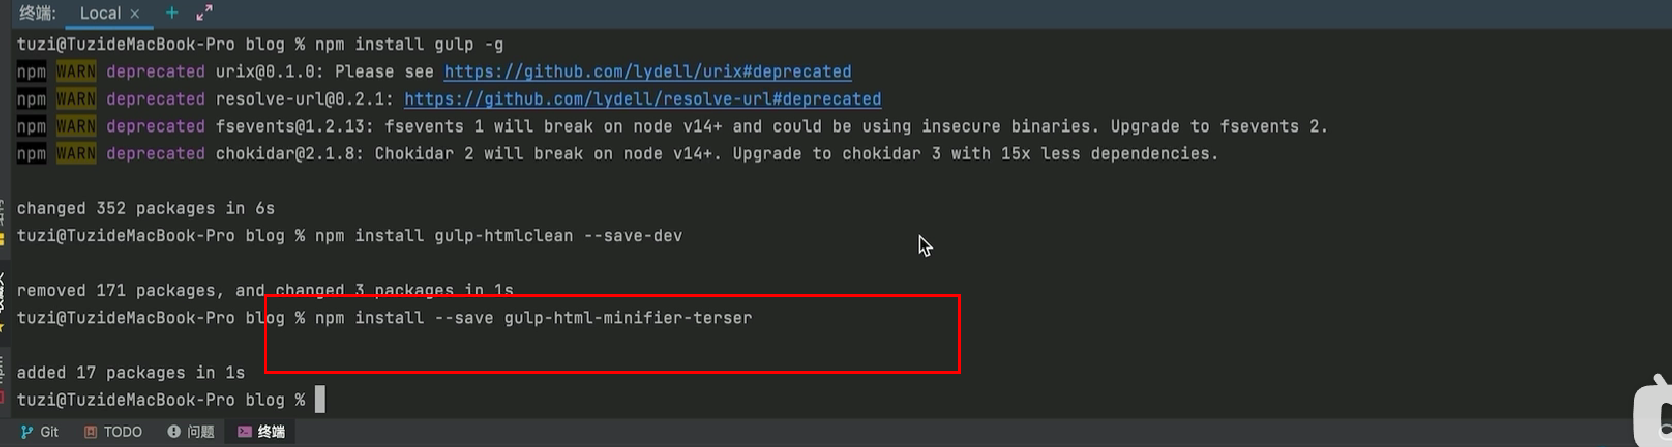 终端: Local × +
tuzi@TuzideMacBook-Pro blog % npm install gulp -g
npm WARN deprecated urix@0.1.0: Please see https://github.com/lydell/urix#deprecated
npm WARN deprecated resolve-url@0.2.1: https://github.com/lydell/resolve-url#deprecated
npm WARN deprecated fsevents@1.2.13: fsevents 1 will break on node v14+ and could be using insecure binaries. Upgrade to fsevents 2.
npm WARN deprecated chokidar@2.1.8: Chokidar 2 will break on node v14+. Upgrade to chokidar 3 with 15x less dependencies.
changed 352 packages in 6s
tuzi@TuzideMacBook-Pro blog % npm install gulp-htmlclean --save-dev
removed 171 packages, and changed 3 packages in 1s
tuzi@TuzideMacBook-Pro blog % npm install --save gulp-html-minifier-terser
added 17 packages in 1s
tuzi@TuzideMacBook-Pro blog %
Git TODO 问题 终端